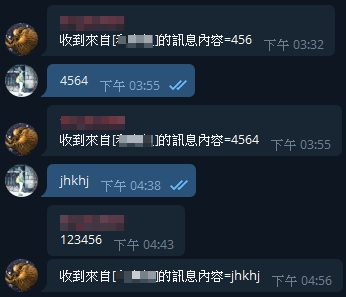 收到來自[ ]的訊息內容=456 下午 03:32
4564 下午 03:55
收到來自[ ]的訊息內容=4564 下午 03:55
jhkhj 下午 04:38
123456 下午 04:43
收到來自[ ]的訊息內容=jhkhj 下午 04:56